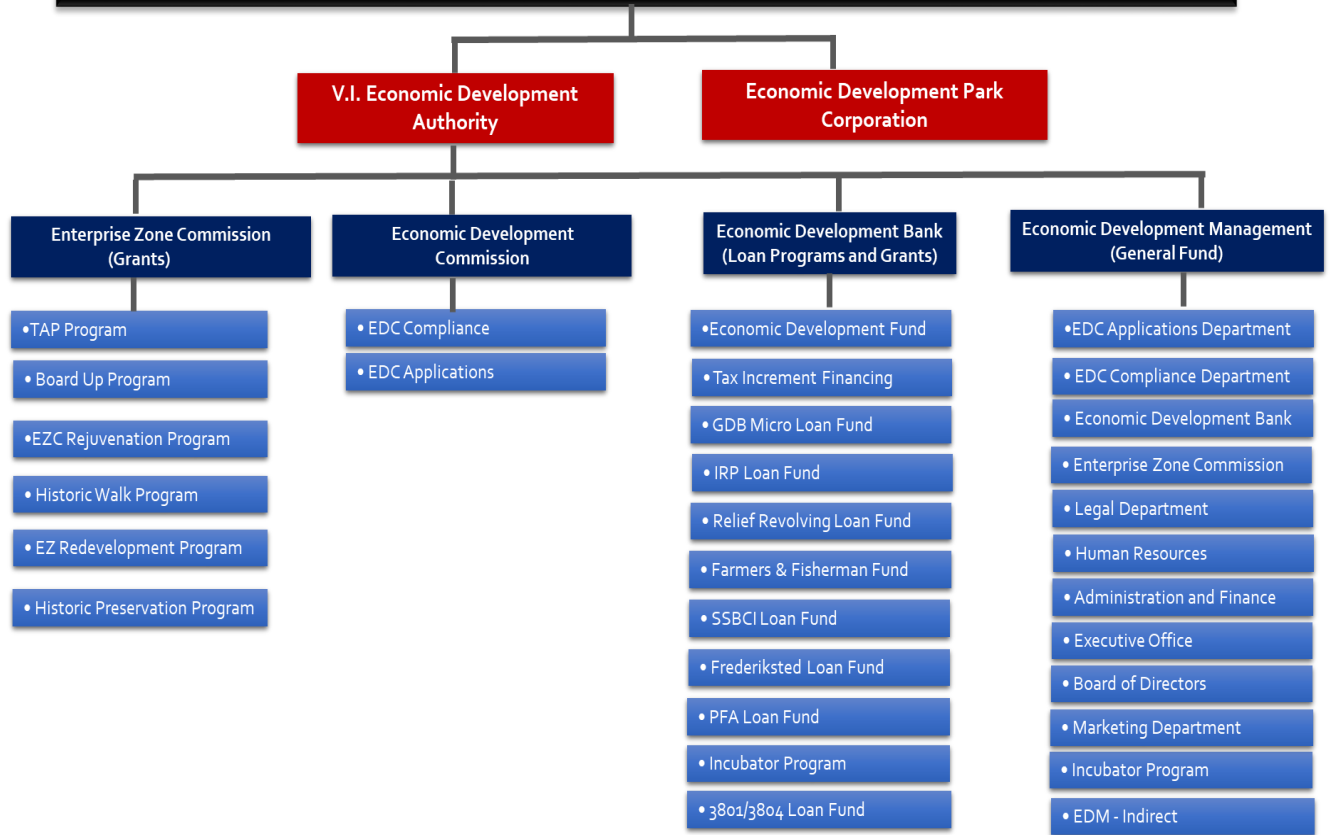 V.I. Economic Development
Authority
Economic Development Park
Corporation
Enterprise Zone Commission
(Grants)
Economic Development
Commission
Economic Development Bank
(Loan Programs and Grants)
Economic Development Management
(General Fund)
•TAP Program
• Board Up Program
•EZC Rejuvenation Program
• Historic Walk Program
• EZ Redevelopment Program
• Historic Preservation Program
• EDC Compliance
• EDC Applications
•Economic Development Fund
• Tax Increment Financing
• GDB Micro Loan Fund
• IRP Loan Fund
• Relief Revolving Loan Fund
• Farmers & Fisherman Fund
• SSBCI Loan Fund
• Frederiksted Loan Fund
• PFA Loan Fund
• Incubator Program
• 3801/3804 Loan Fund
•EDC Applications Department
• EDC Compliance Department
• Economic Development Bank
• Enterprise Zone Commission
• Legal Department
• Human Resources
• Administration and Finance
• Executive Office
• Board of Directors
• Marketing Department
• Incubator Program
• EDM - Indirect